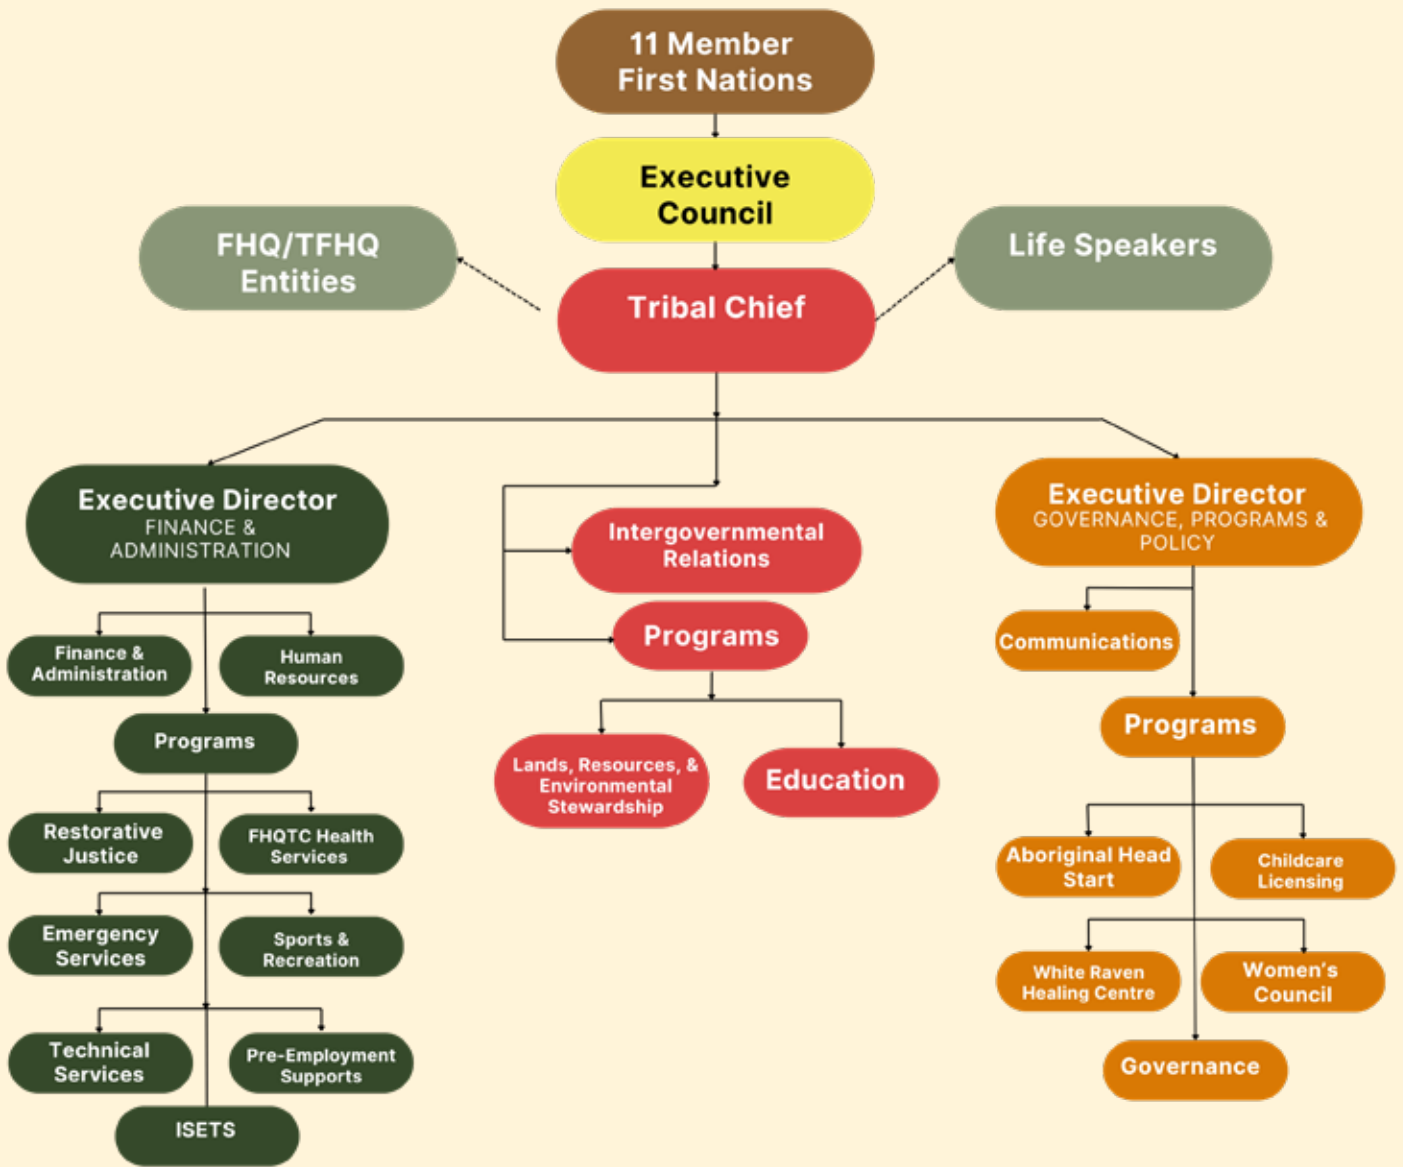 11 Member
First Nations
Executive
Council
FHQ/TFHQ
Entities
Life Speakers
Tribal Chief
Executive Director
FINANCE &
ADMINISTRATION
Finance &
Administration
Human
Resources
Programs
Restorative
Justice
FHQTC Health
Services
Emergency
Services
Sports &
Recreation
Technical
Services
Pre-Employment
Supports
ISETS
Intergovernmental
Relations
Programs
Lands, Resources, &
Environmental
Stewardship
Education
Executive Director
GOVERNANCE, PROGRAMS &
POLICY
Communications
Programs
Aboriginal Head
Start
Childcare
Licensing
White Raven
Healing Centre
Women's
Council
Governance